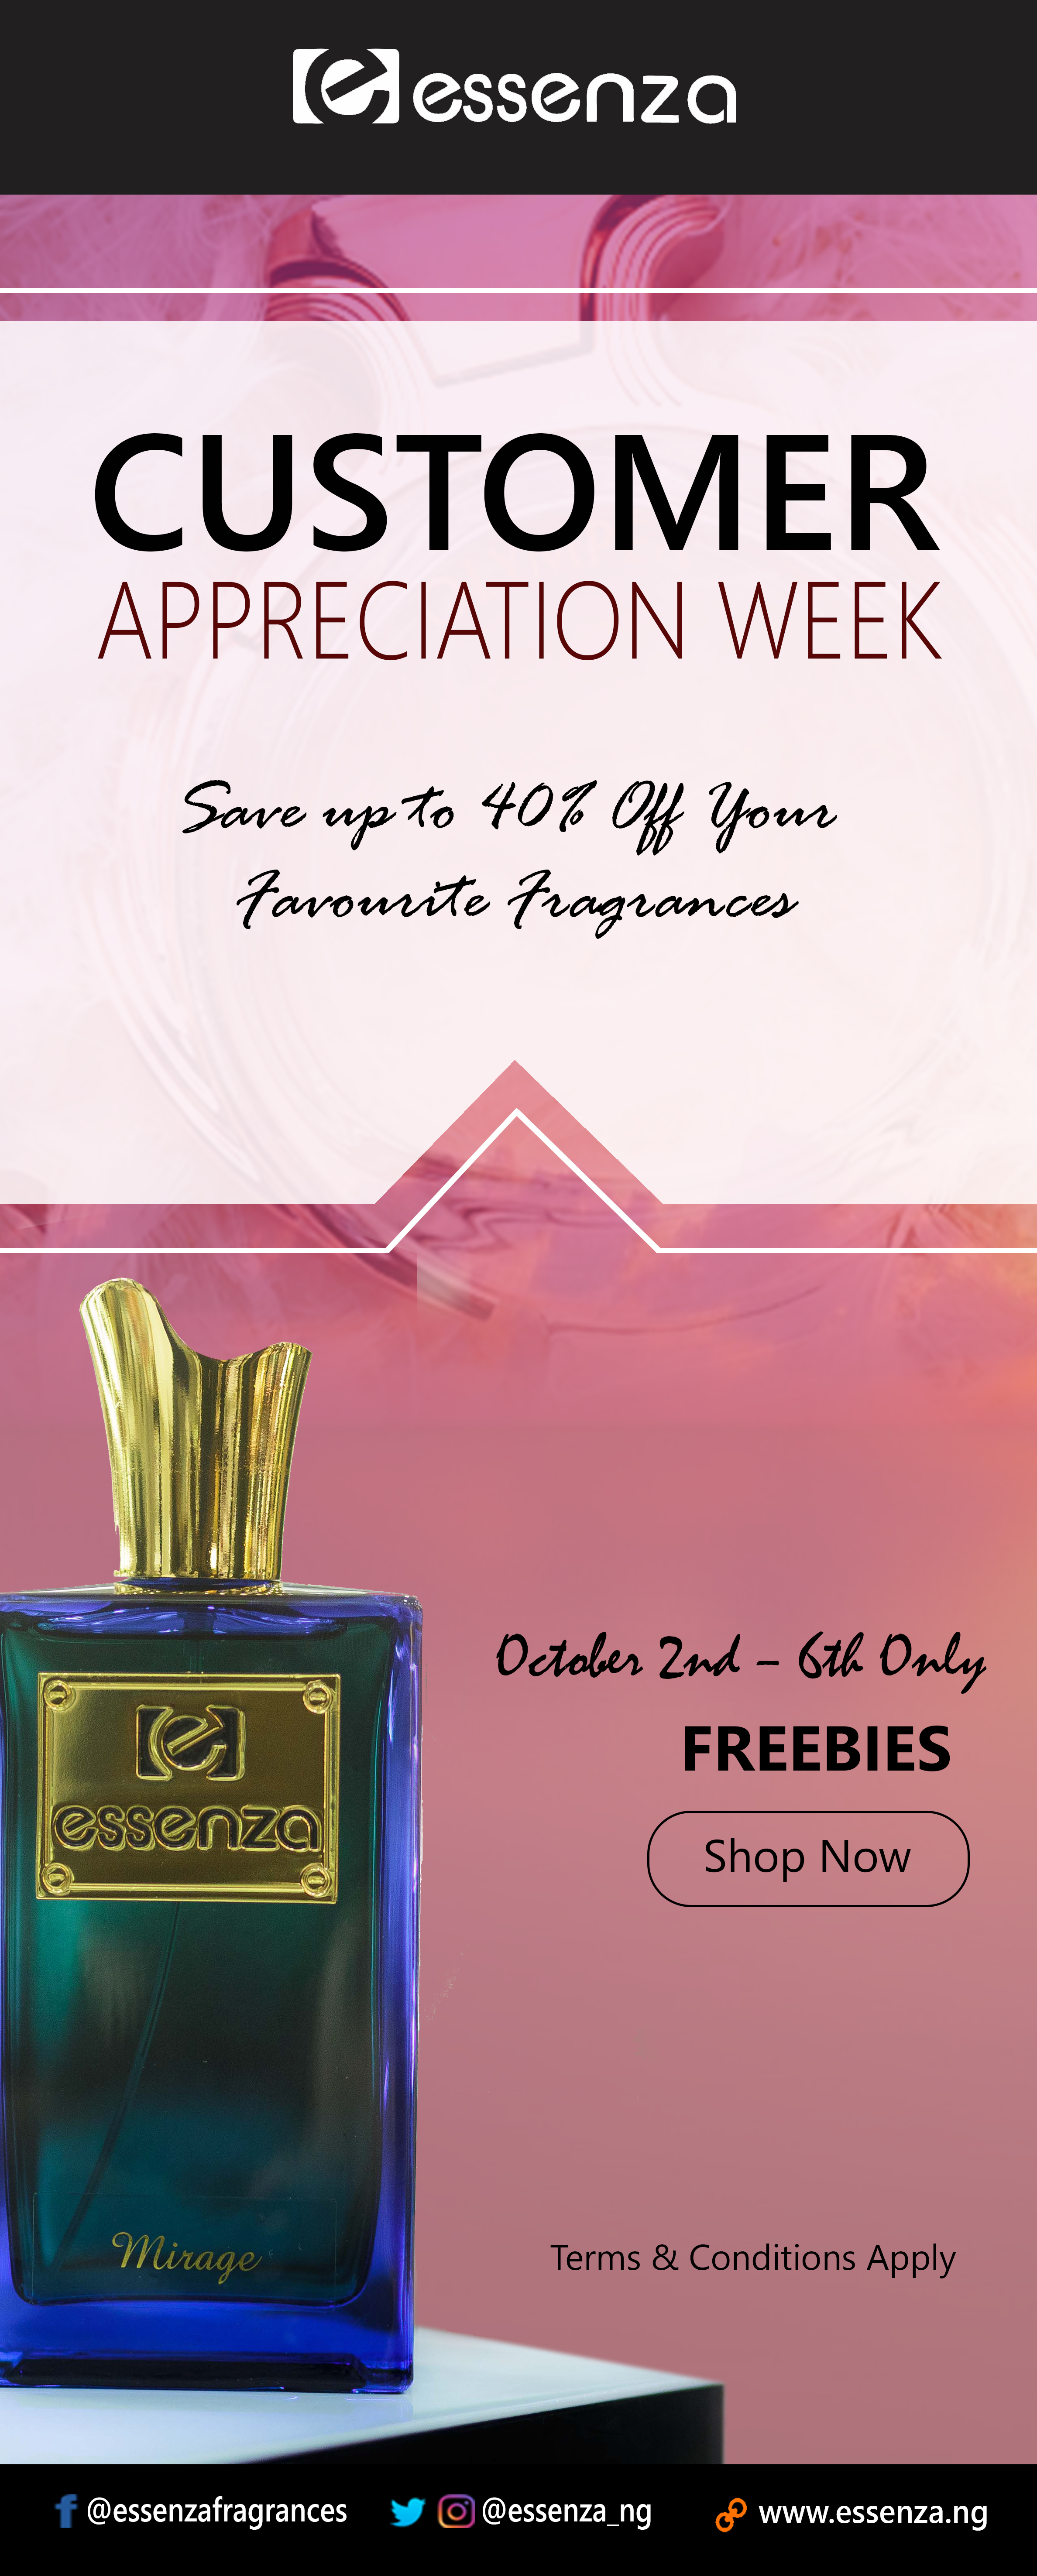 essenza
CUSTOMER
APPRECIATION WEEK
Save up to 40% Off Your
Favourite Fragrances
October 2nd – 6th Only
FREEBIES
Shop Now
e
essenza
Mirage
Terms & Conditions Apply
@essenzafragrances @essenza_ng www.essenza.ng